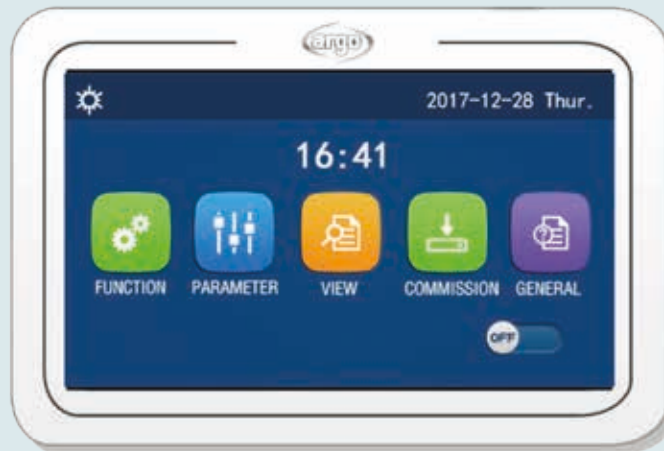 argo
2017-12-28 Thur.
16:41
FUNCTION PARAMETER VIEW COMMISSION GENERAL
OFF